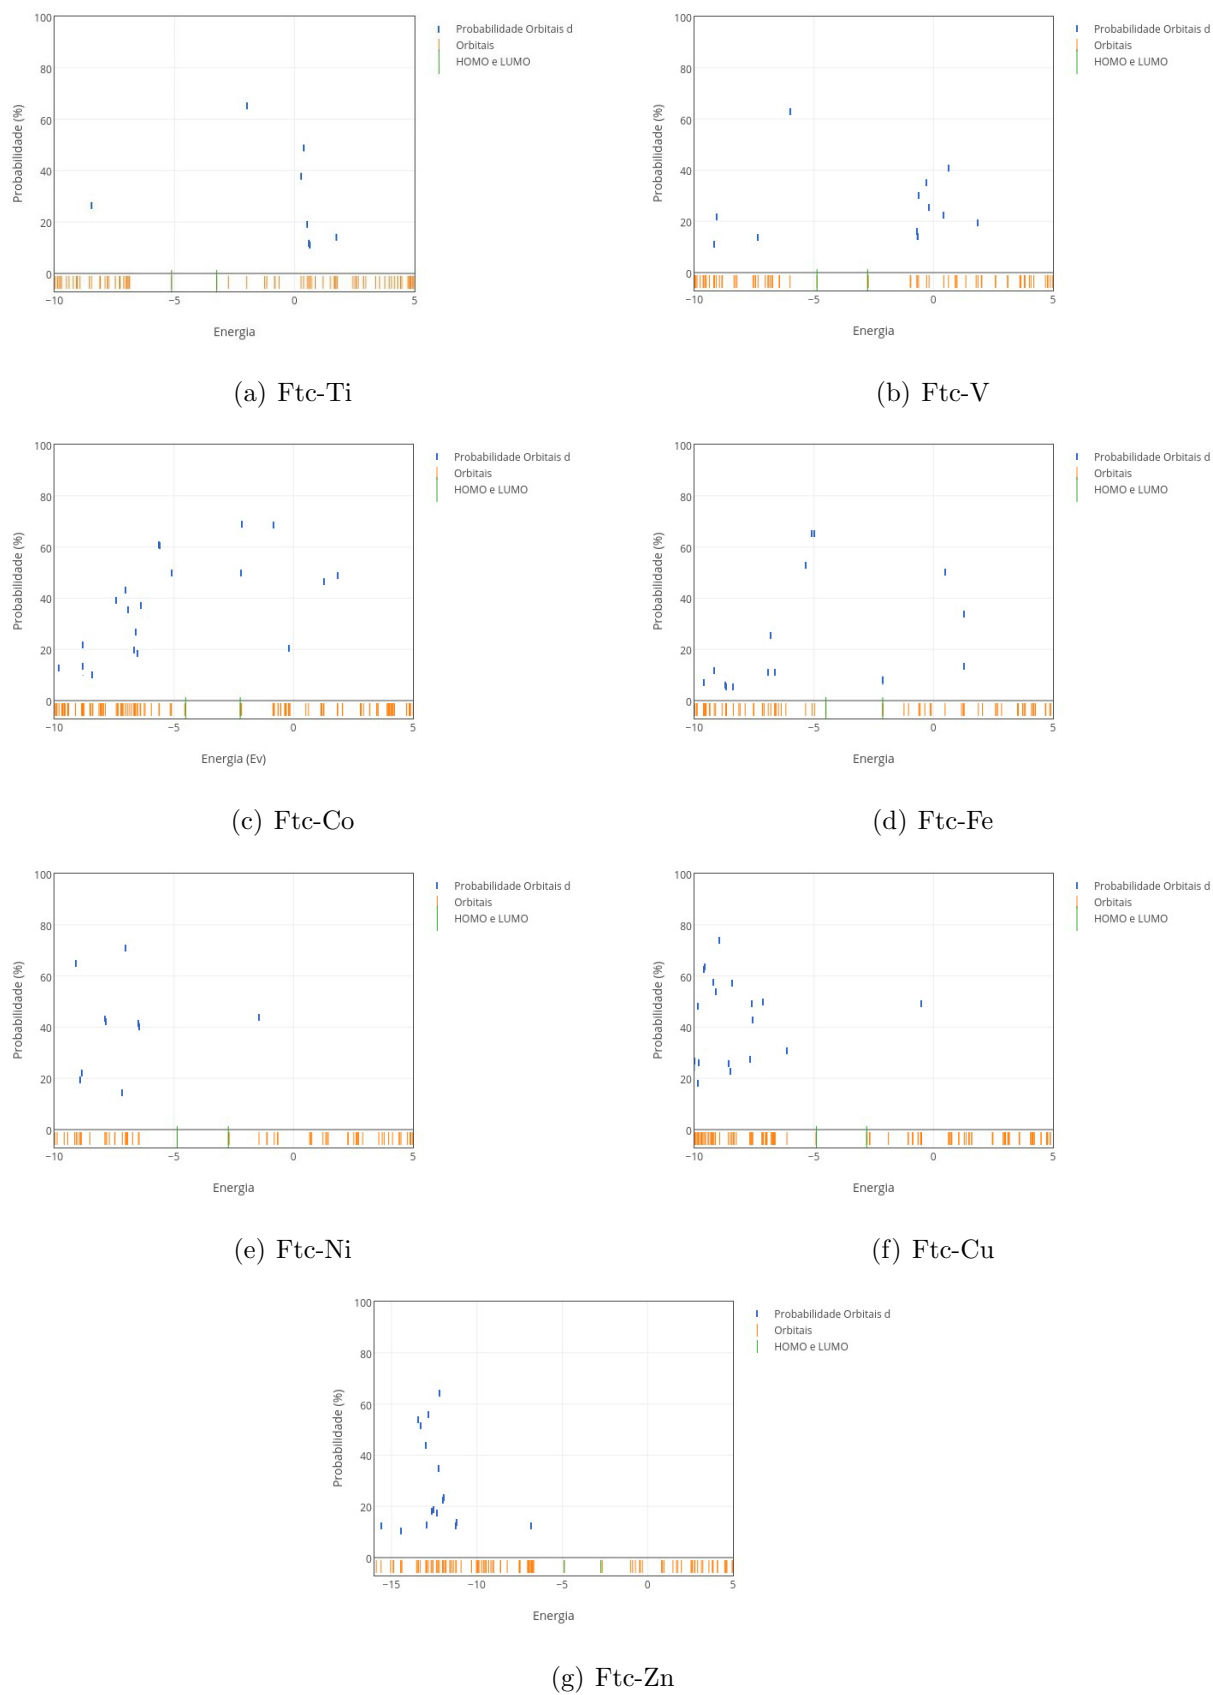 100
80
60
40
20
0
−10
−5
0
5
Probabilidade (%)
Energia
Probabilidade Orbitais d
Orbitais
HOMO e LUMO
(a) Ftc-Ti
100
80
60
40
20
0
−10
−5
0
5
Probabilidade (%)
Energia
Probabilidade Orbitais d
Orbitais
HOMO e LUMO
(b) Ftc-V
100
80
60
40
20
0
−10
−5
0
5
Probabilidade (%)
Energia (Ev)
Probabilidade Orbitais d
Orbitais
HOMO e LUMO
(c) Ftc-Co
100
80
60
40
20
0
−10
−5
0
5
Probabilidade (%)
Energia
Probabilidade Orbitais d
Orbitais
HOMO e LUMO
(d) Ftc-Fe
100
80
60
40
20
0
−10
−5
0
5
Probabilidade (%)
Energia
Probabilidade Orbitais d
Orbitais
HOMO e LUMO
(e) Ftc-Ni
100
80
60
40
20
0
−10
−5
0
5
Probabilidade (%)
Energia
Probabilidade Orbitais d
Orbitais
HOMO e LUMO
(f) Ftc-Cu
100
80
60
40
20
0
−15
−10
−5
0
5
Probabilidade (%)
Energia
Probabilidade Orbitais d
Orbitais
HOMO e LUMO
(g) Ftc-Zn